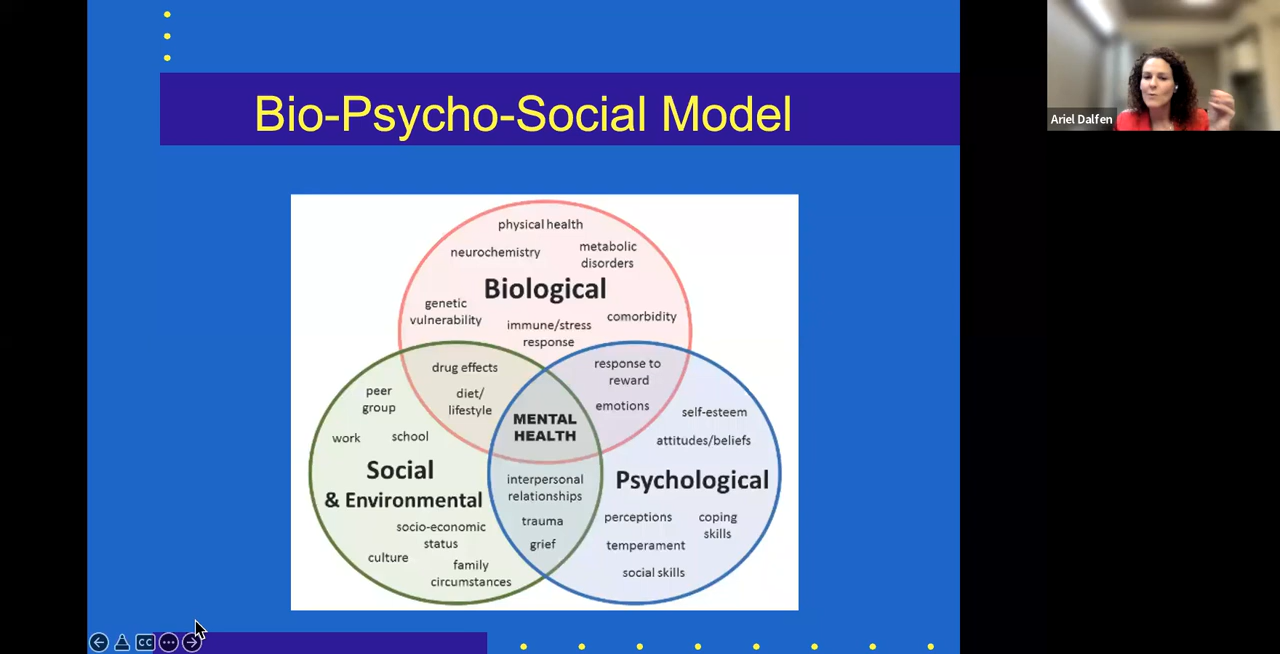 Bio-Psycho-Social Model
Ariel Dalfen
physical health
neurochemistry
metabolic
disorders
Biological
genetic
vulnerability
immune/stress
response
comorbidity
drug effects
diet/
lifestyle
response to
reward
emotions
MENTAL
HEALTH
peer
group
work
school
Social
& Environmental
socio-economic
status
culture
family
circumstances
interpersonal
relationships
trauma
grief
self-esteem
attitudes/beliefs
Psychological
perceptions
coping
skills
temperament
social skills
CC